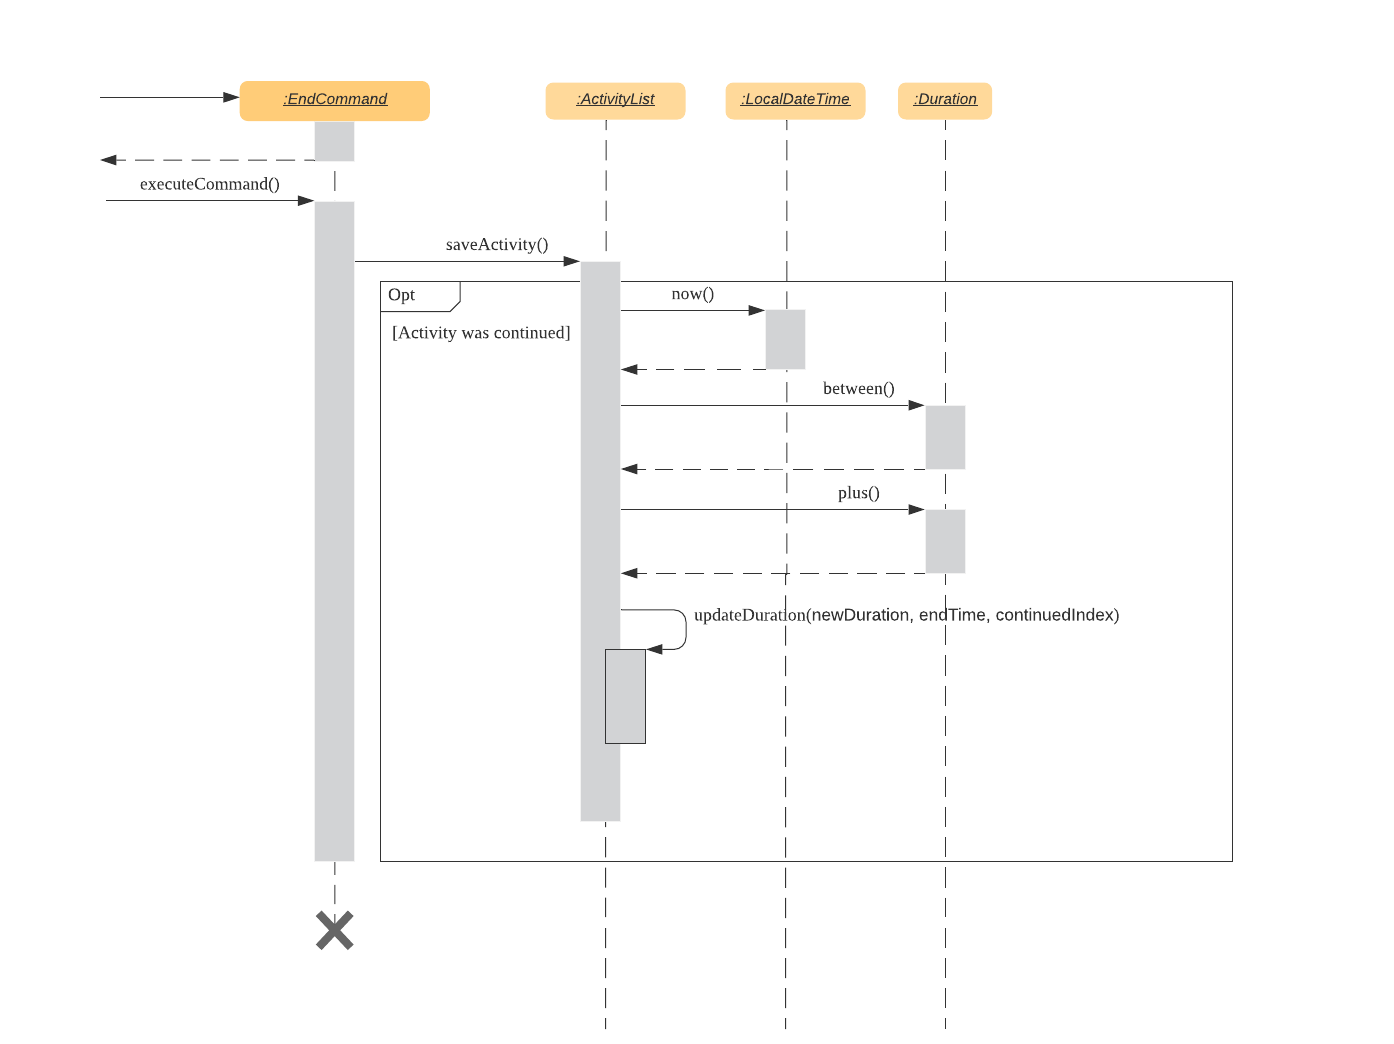 :EndCommand
:ActivityList
:LocalDateTime
:Duration
executeCommand()
saveActivity()
Opt
now()
[Activity was continued]
between()
plus()
updateDuration(newDuration, endTime, continuedIndex)